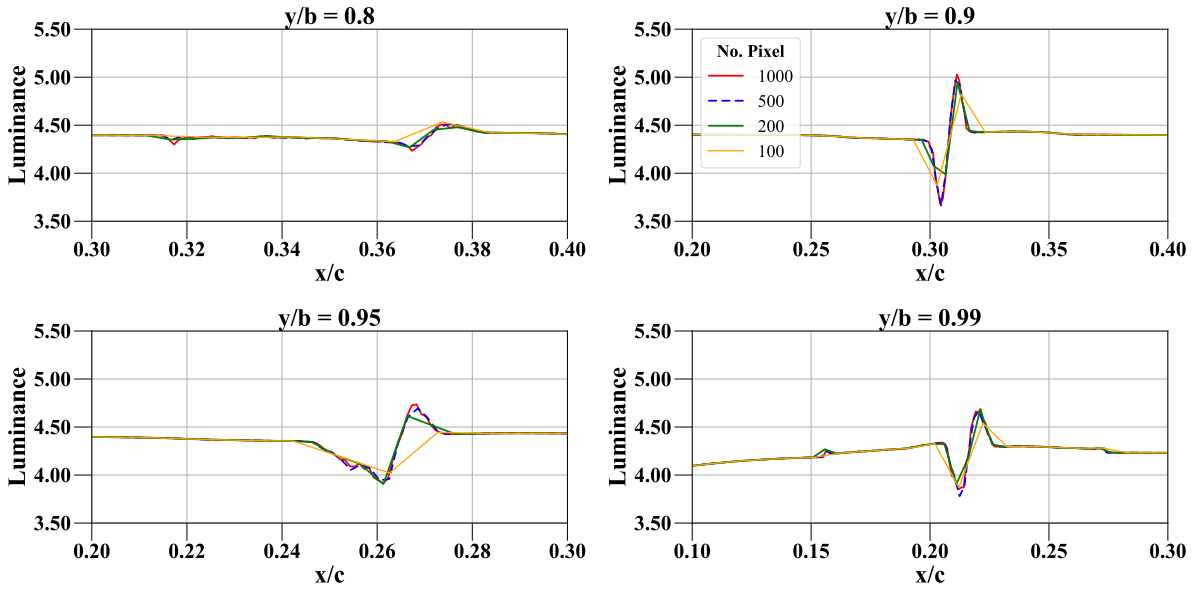 y/b = 0.8
5.50
5.00
4.50
4.00
3.50
Luminance
0.30 0.32 0.34 0.36 0.38 0.40
x/c
y/b = 0.9
5.50
5.00
4.50
4.00
3.50
Luminance
No. Pixel
1000
500
200
100
0.20 0.25 0.30 0.35 0.40
x/c
y/b = 0.95
5.50
5.00
4.50
4.00
3.50
Luminance
0.20 0.22 0.24 0.26 0.28 0.30
x/c
y/b = 0.99
5.50
5.00
4.50
4.00
3.50
Luminance
0.10 0.15 0.20 0.25 0.30
x/c